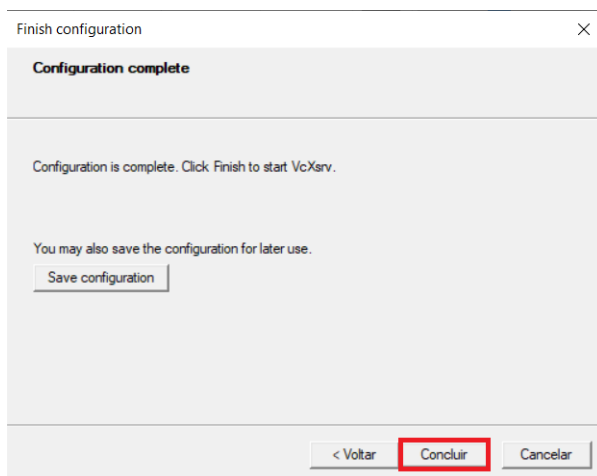 Finish configuration
Configuration complete
Configuration is complete. Click Finish to start VcXsrv.
You may also save the configuration for later use.
Save configuration
< Voltar
Concluir
Cancelar